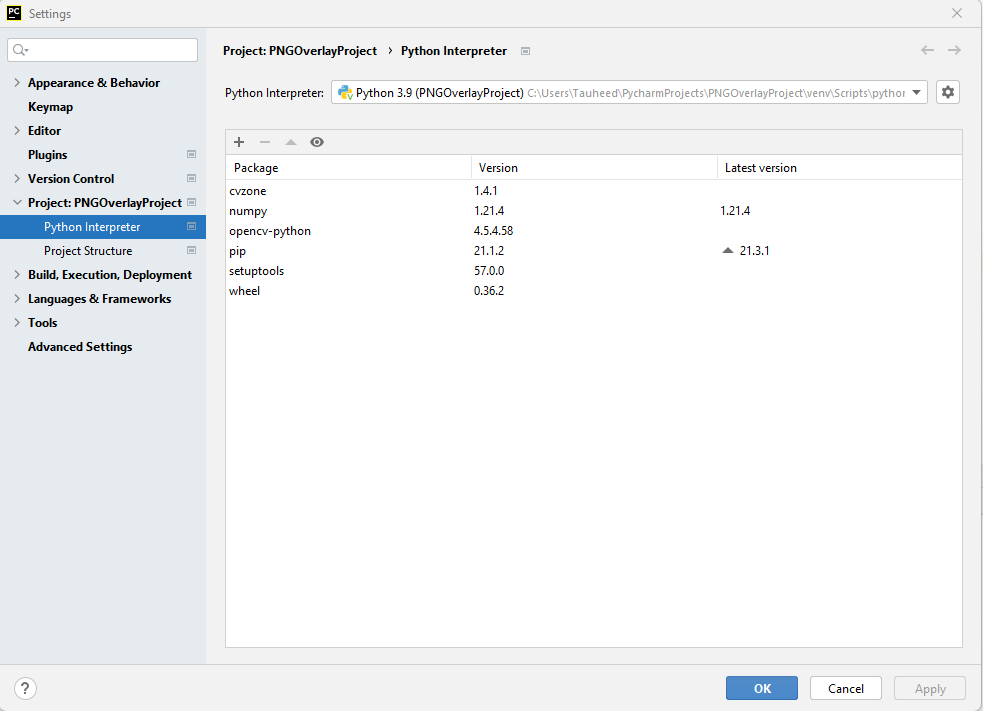 PC Settings
Project: PNGOverlayProject › Python Interpreter
Appearance & Behavior
Keymap
Editor
Plugins
Version Control
Project: PNGOverlayProject
Python Interpreter
Project Structure
Build, Execution, Deployment
Languages & Frameworks
Tools
Advanced Settings
Python Interpreter: Python 3.9 (PNGOverlayProject) C:\Users\Tauheed\PycharmProjects\PNGOverlayProject\venv\Scripts\python
Package Version Latest version
cvzone 1.4.1
numpy 1.21.4 1.21.4
opencv-python 4.5.4.58
pip 21.1.2 21.3.1
setuptools 57.0.0
wheel 0.36.2
? OK Cancel Apply